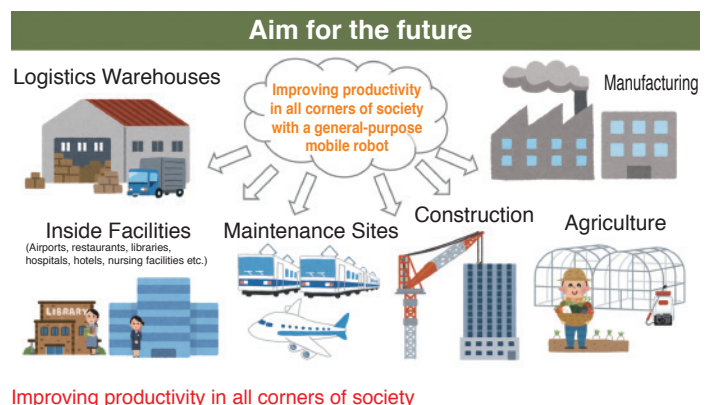 Aim for the future
Logistics Warehouses
Improving productivity
in all corners of society
with a general-purpose
mobile robot
Manufacturing
Inside Facilities
(Airports, restaurants, libraries,
hospitals, hotels, nursing facilities etc.)
Maintenance Sites
Construction
Agriculture
LIBRARY
Improving productivity in all corners of society